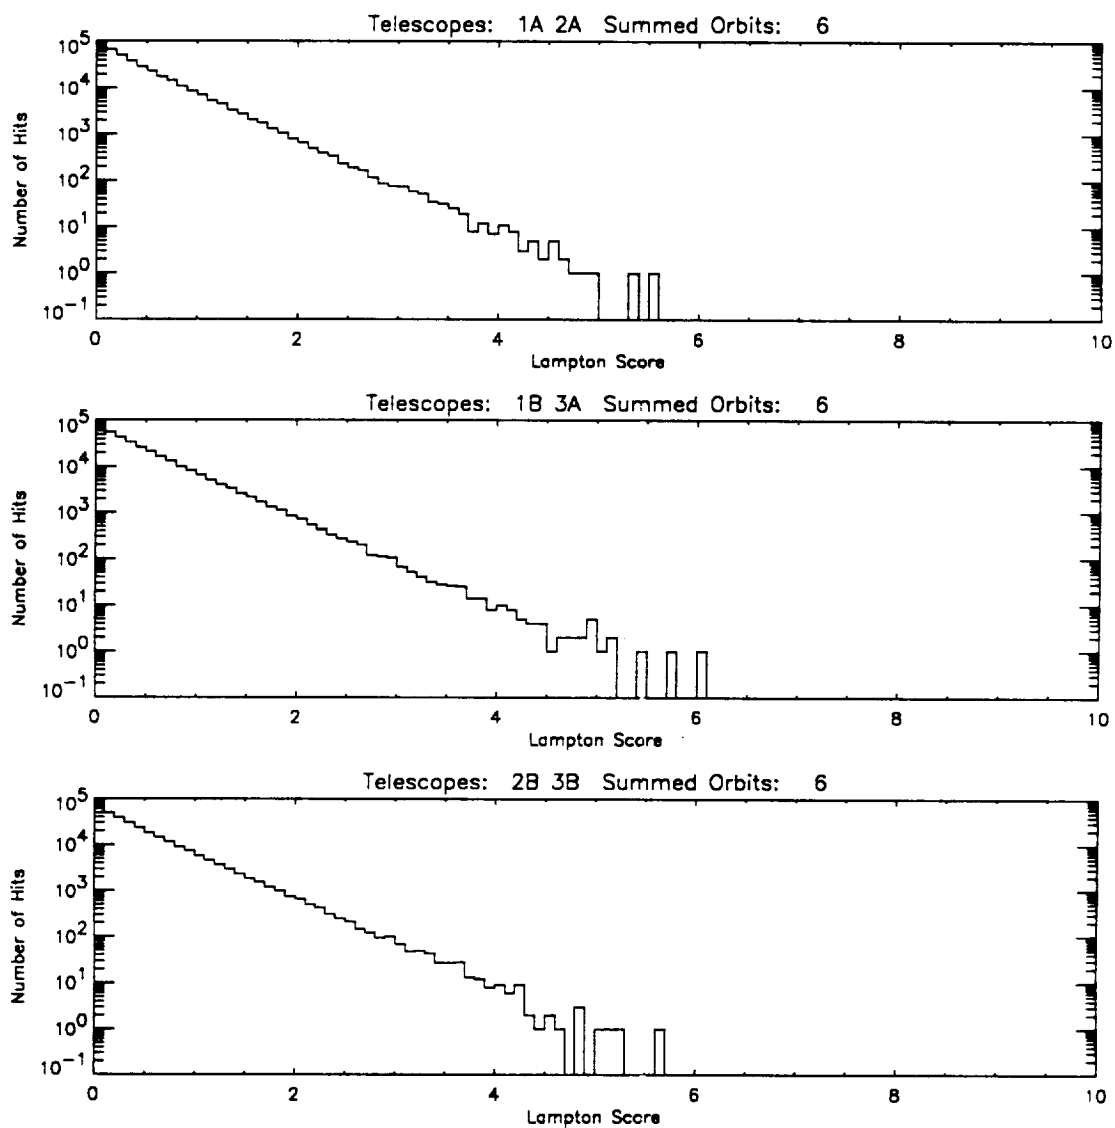 Telescopes: 1A 2A Summed Orbits: 6
10^5
10^4
10^3
10^2
10^1
10^0
10^-1
Number of Hits
0 2 4 6 8 10
Lampton Score
Telescopes: 1B 3A Summed Orbits: 6
10^5
10^4
10^3
10^2
10^1
10^0
10^-1
Number of Hits
0 2 4 6 8 10
Lampton Score
Telescopes: 2B 3B Summed Orbits: 6
10^5
10^4
10^3
10^2
10^1
10^0
10^-1
Number of Hits
0 2 4 6 8 10
Lampton Score